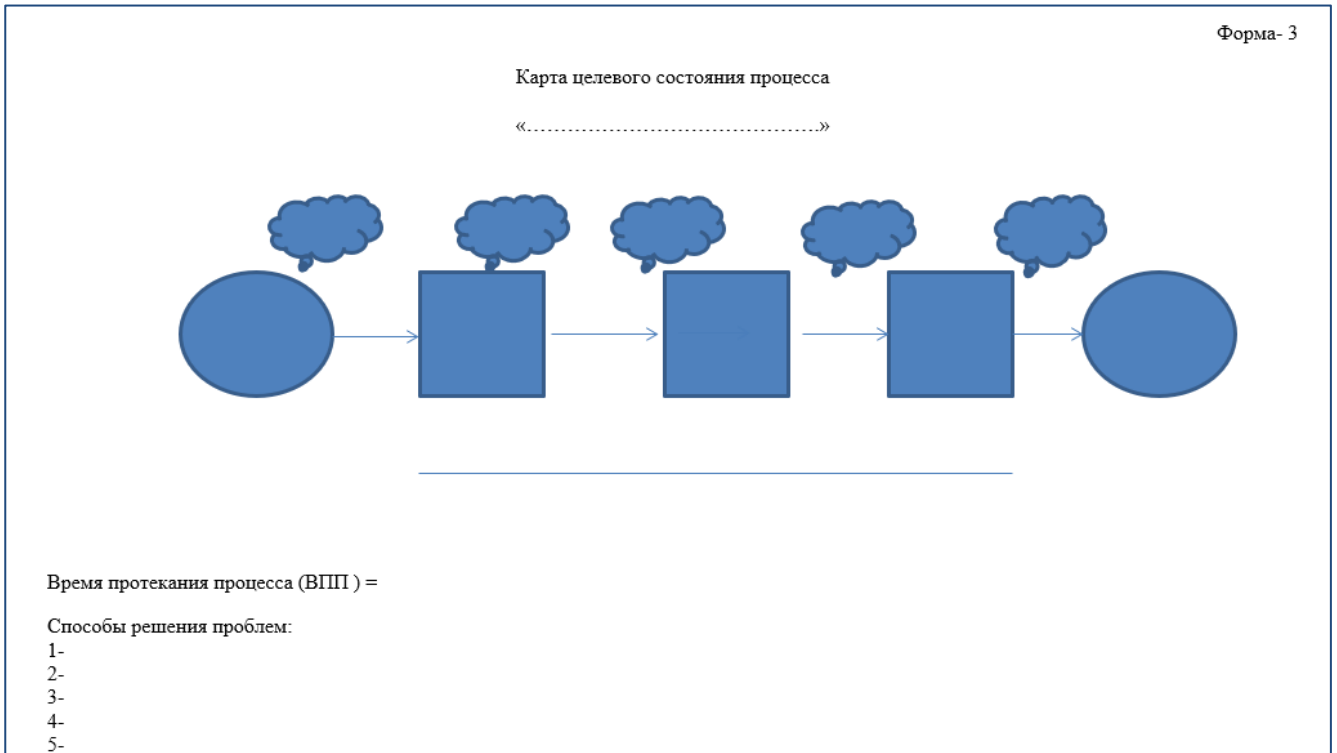 Форма- 3
Карта целевого состояния процесса
«…………………………………….»
Время протекания процесса (ВПП ) =
Способы решения проблем:
1-
2-
3-
4-
5-